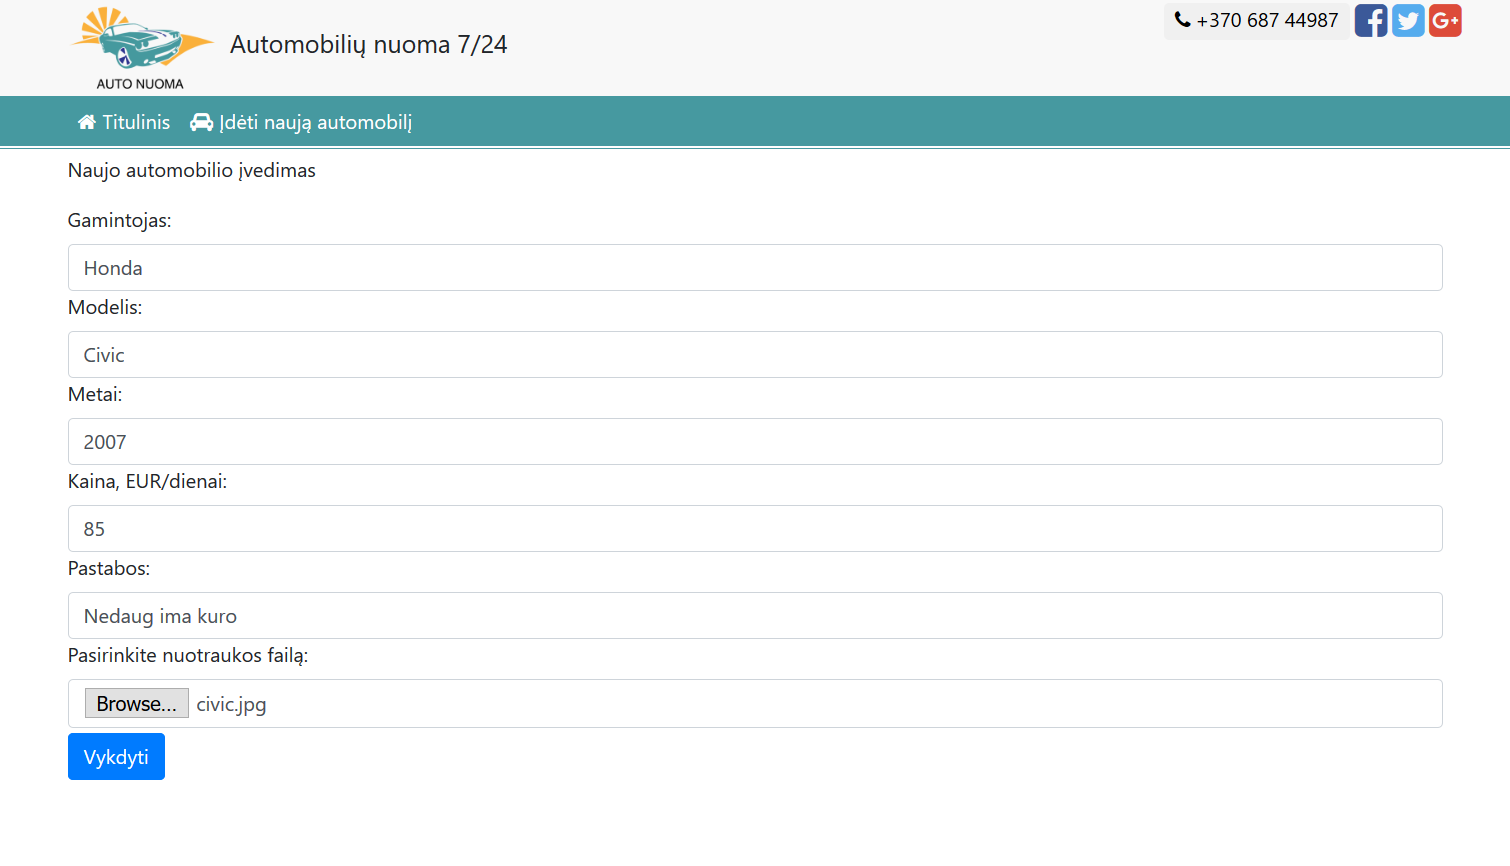 AUTO NUOMA
Automobilių nuoma 7/24
+370 687 44987
Titulinis
Įdėti naują automobilį
Naujo automobilio įvedimas
Gamintojas:
Honda
Modelis:
Civic
Metai:
2007
Kaina, EUR/dienai:
85
Pastabos:
Nedaug ima kuro
Pasirinkite nuotraukos failą:
Browse... civic.jpg
Vykdyti